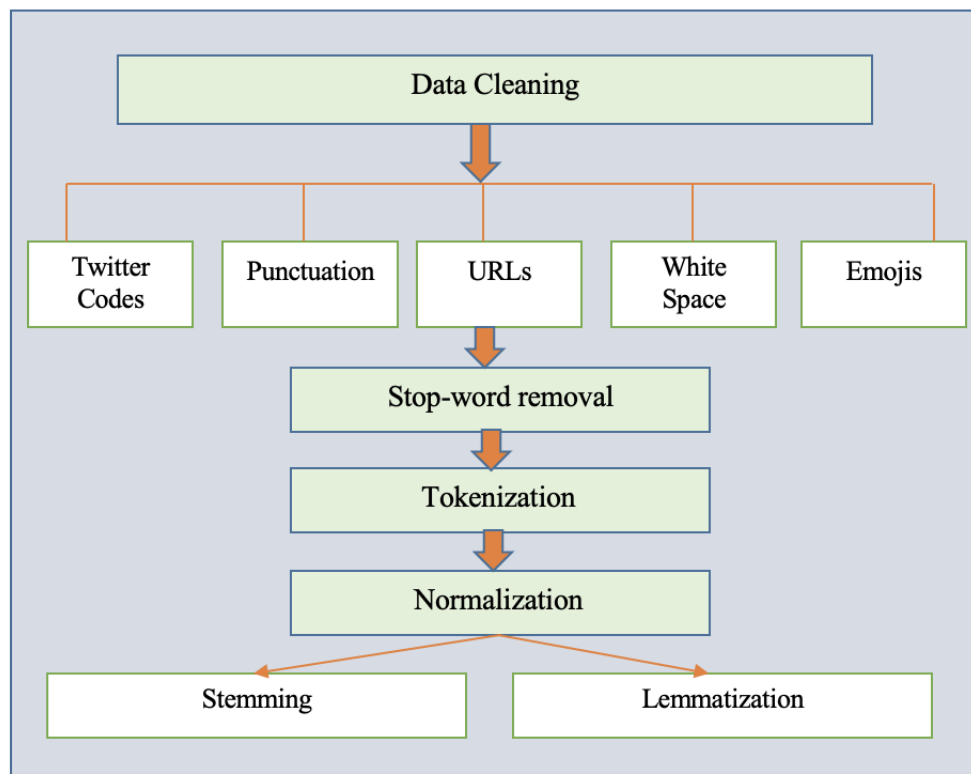 Data Cleaning
Twitter
Codes
Punctuation
URLs
White
Space
Emojis
Stop-word removal
Tokenization
Normalization
Stemming
Lemmatization